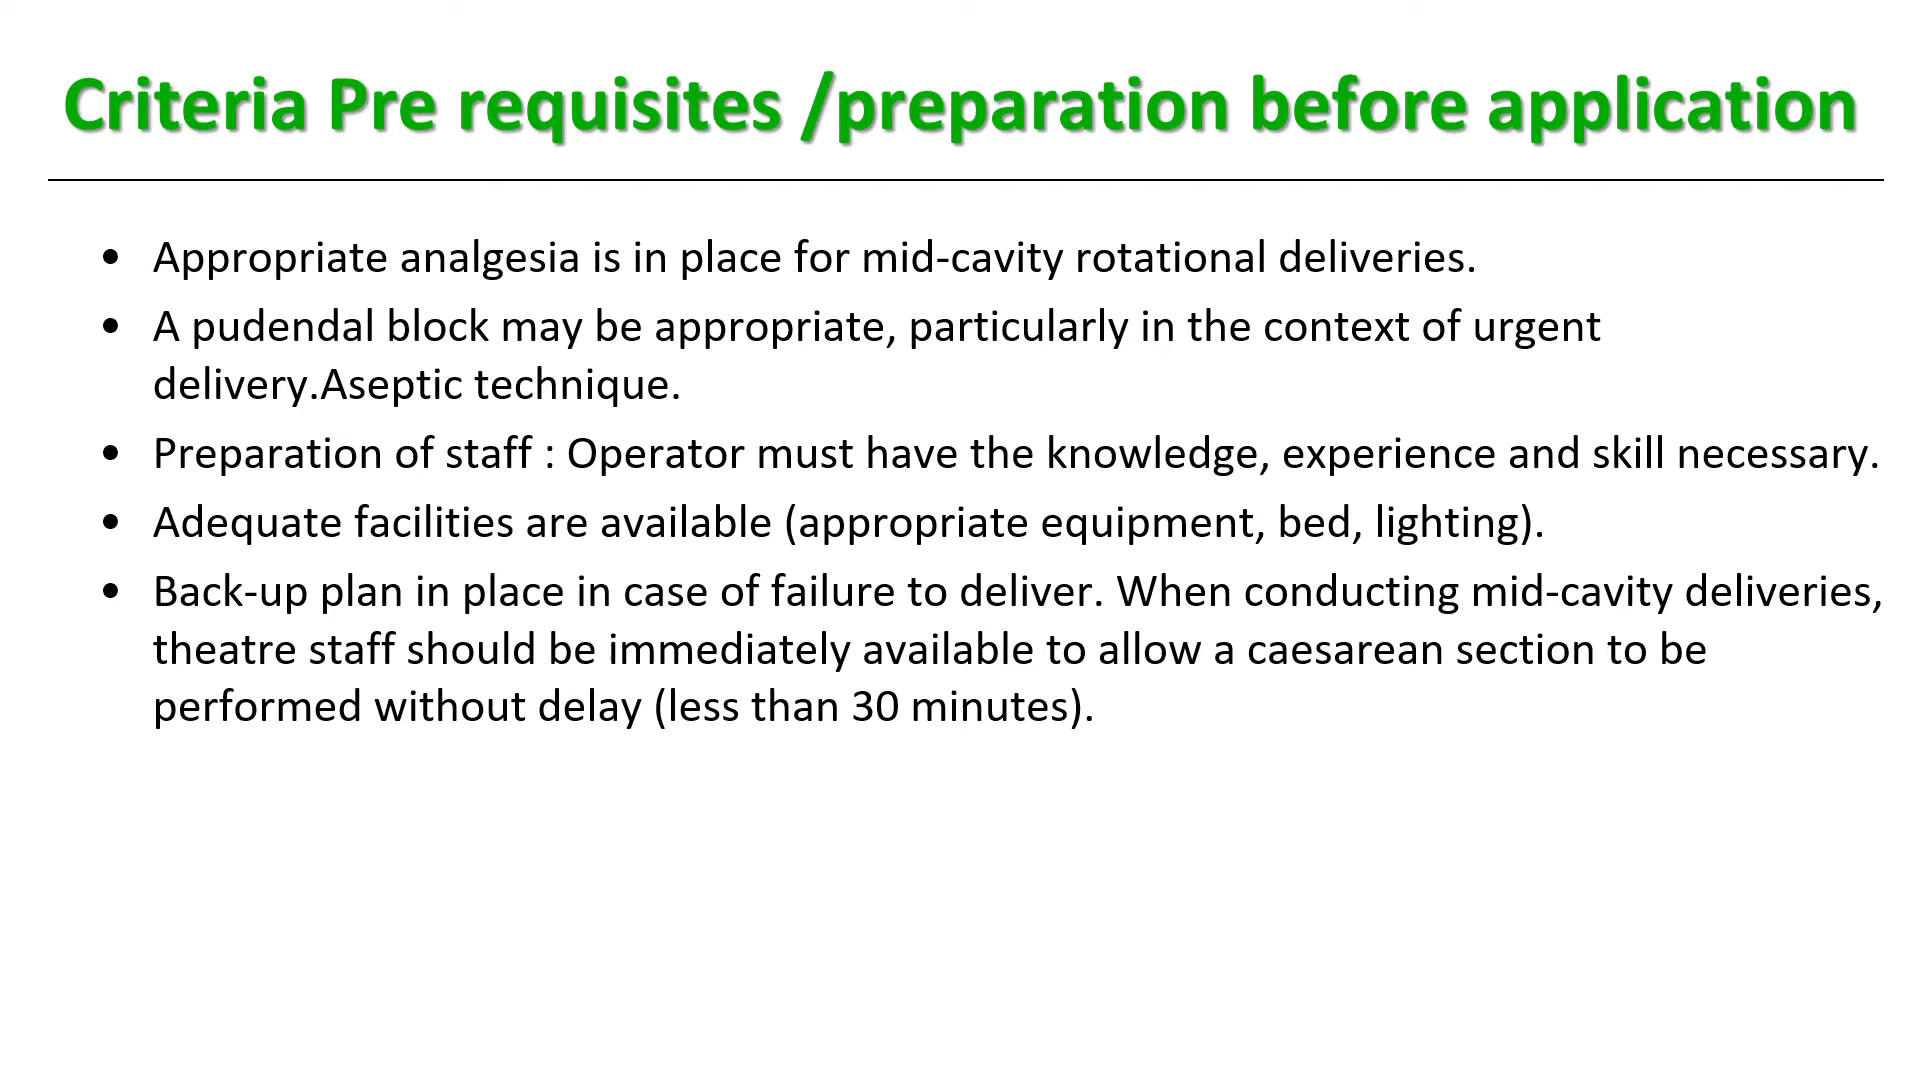 Criteria Pre requisites /preparation before application
• Appropriate analgesia is in place for mid-cavity rotational deliveries.
• A pudendal block may be appropriate, particularly in the context of urgent
delivery.Aseptic technique.
• Preparation of staff : Operator must have the knowledge, experience and skill necessary.
• Adequate facilities are available (appropriate equipment, bed, lighting).
• Back-up plan in place in case of failure to deliver. When conducting mid-cavity deliveries,
theatre staff should be immediately available to allow a caesarean section to be
performed without delay (less than 30 minutes).